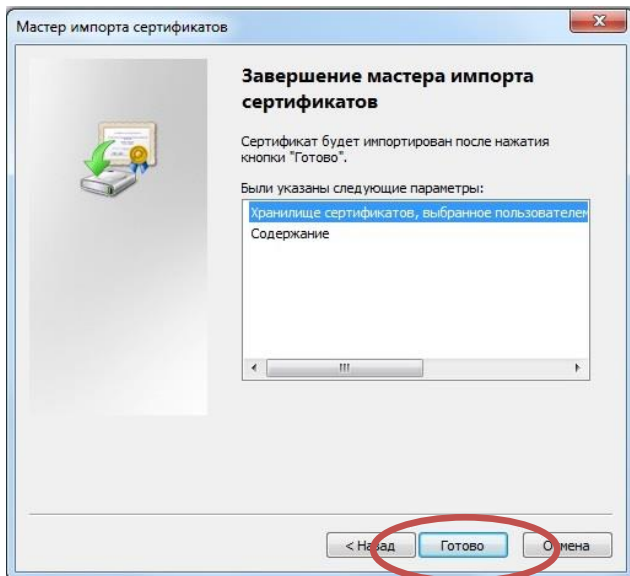 Мастер импорта сертификатов
Завершение мастера импорта
сертификатов
Сертификат будет импортирован после нажатия
кнопки "Готово".
Были указаны следующие параметры:
Хранилище сертификатов, выбранное пользователем
Содержание
< Назад Готово Отмена